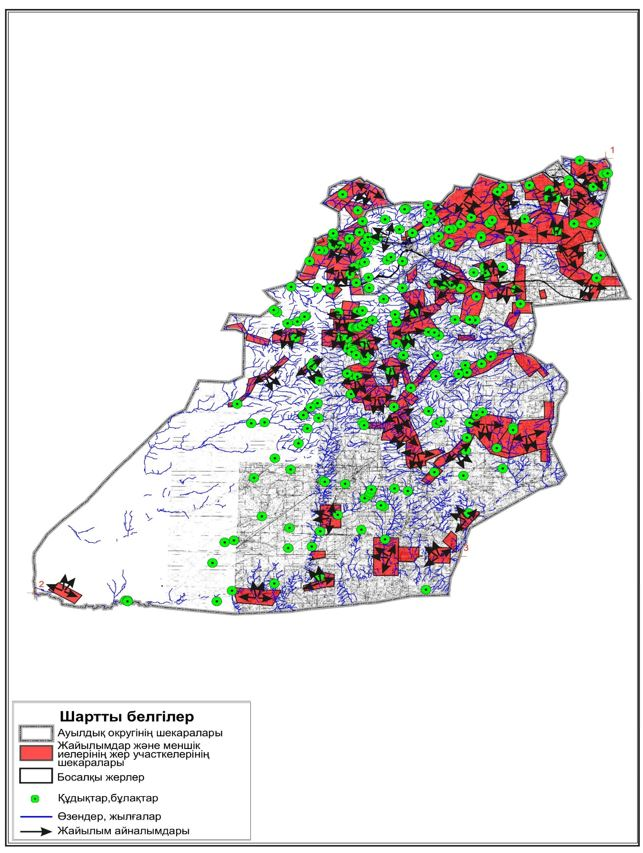 1
2
3
Шартты белгілер
Ауылдық округінің шекаралары
Жайылымдар және меншік
иелерінің жер участкелерінің
шекаралары
Босалқы жерлер
Құдықтар,бұлақтар
Өзендер, жылғалар
Жайылым айналымдары